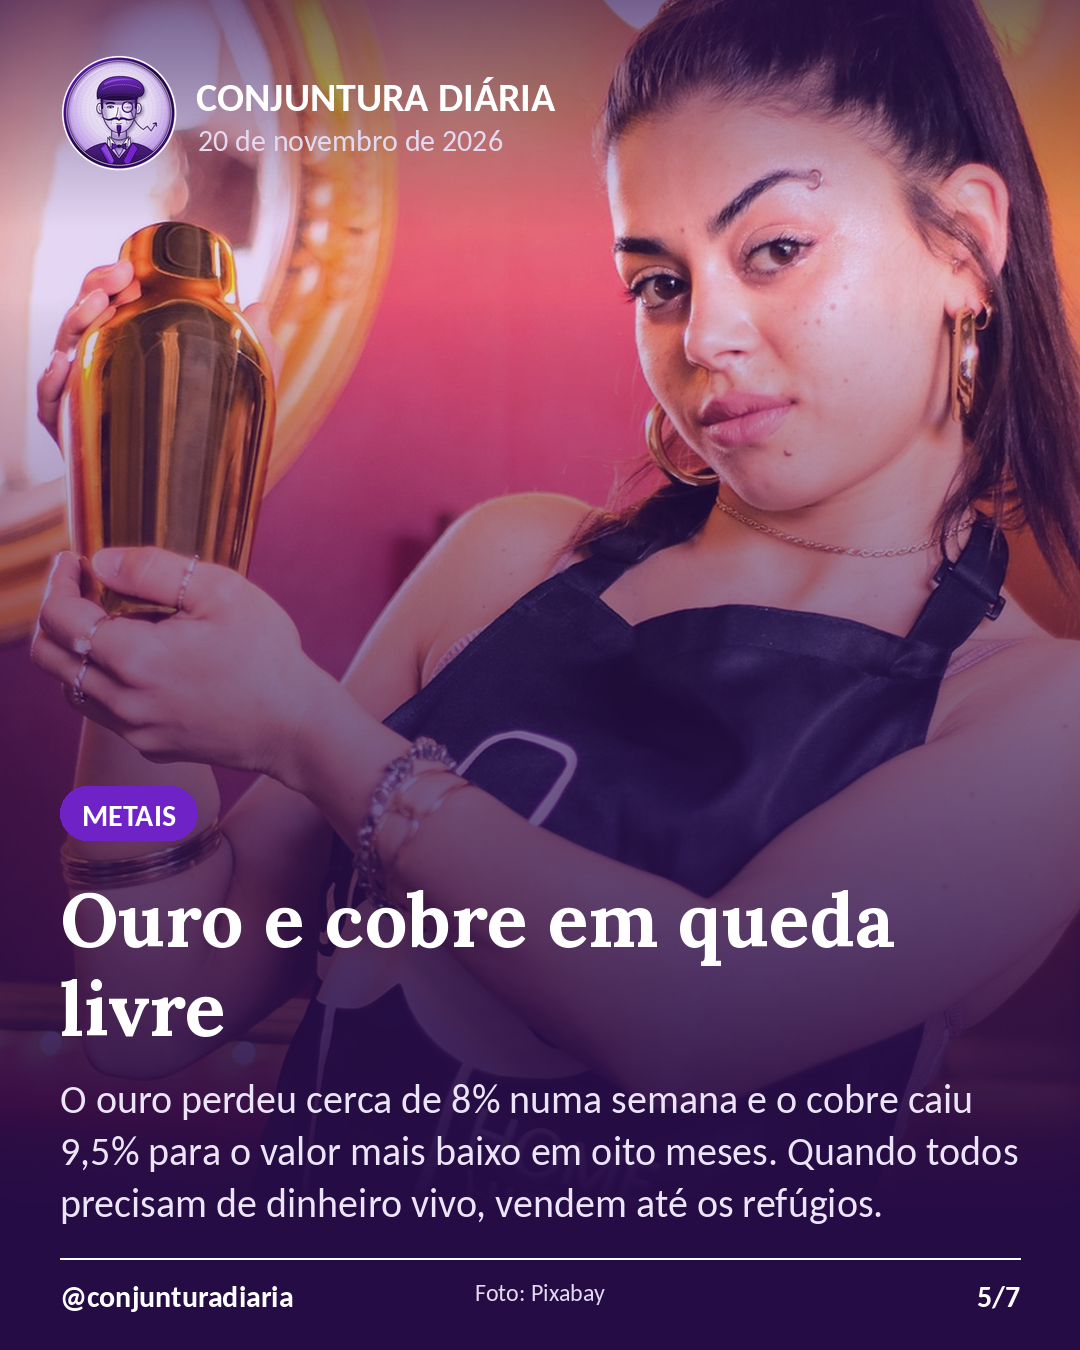 CONJUNTURA DIÁRIA
20 de novembro de 2026
METAIS
Ouro e cobre em queda
livre
O ouro perdeu cerca de 8% numa semana e o cobre caiu
9,5% para o valor mais baixo em oito meses. Quando todos
precisam de dinheiro vivo, vendem até os refúgios.
@conjunturadiaria
Foto: Pixabay
5/7